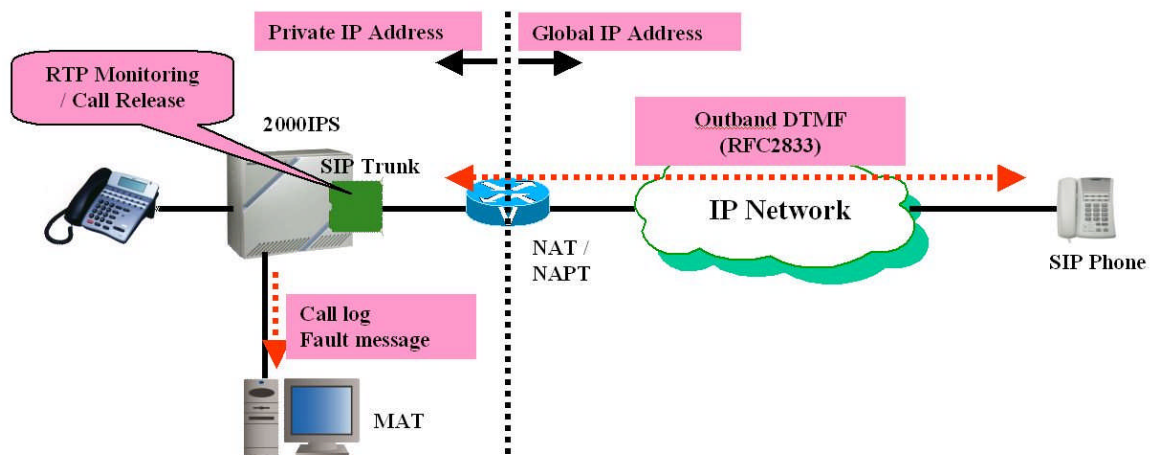 Private IP Address
Global IP Address
RTP Monitoring
/ Call Release
2000IPS
SIP Trunk
Outband DTMF
(RFC2833)
IP Network
V
NAT /
NAPT
SIP Phone
Call log
Fault message
MAT